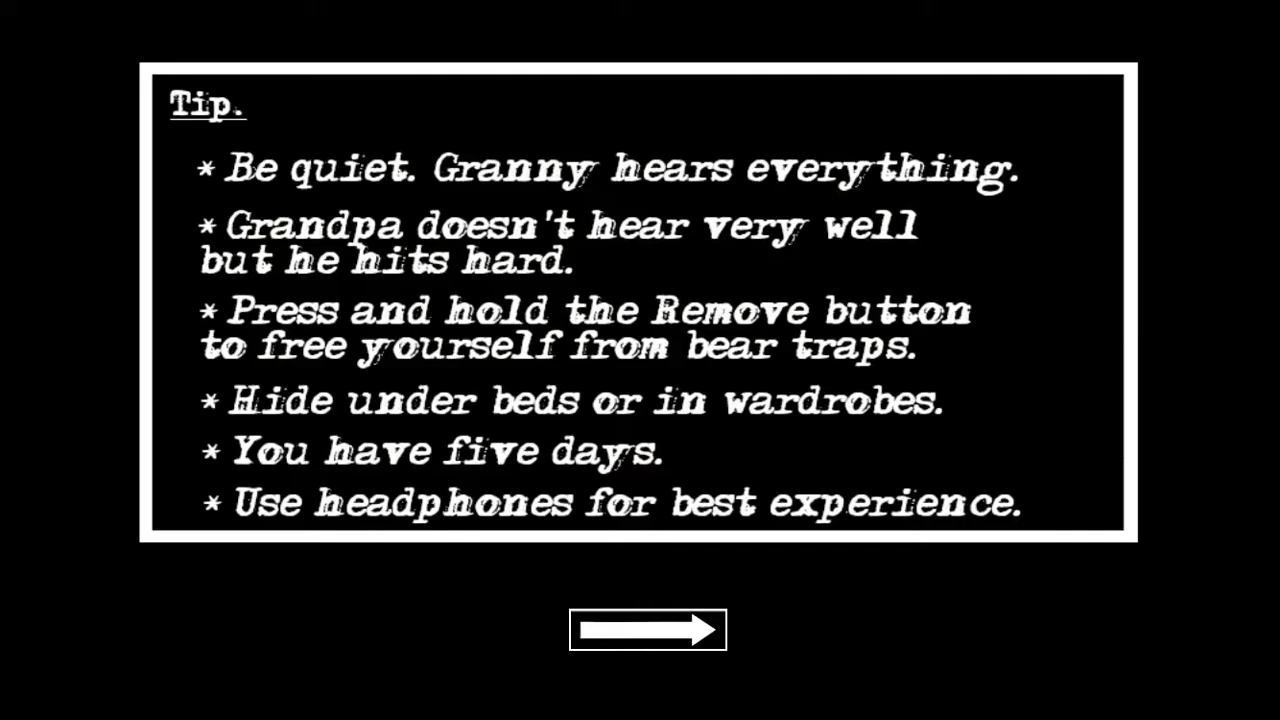 Tip.
* Be quiet. Granny hears everything.
* Grandpa doesn't hear very well
but he hits hard.
* Press and hold the Remove button
to free yourself from bear traps.
* Hide under beds or in wardrobes.
* You have five days.
* Use headphones for best experience.